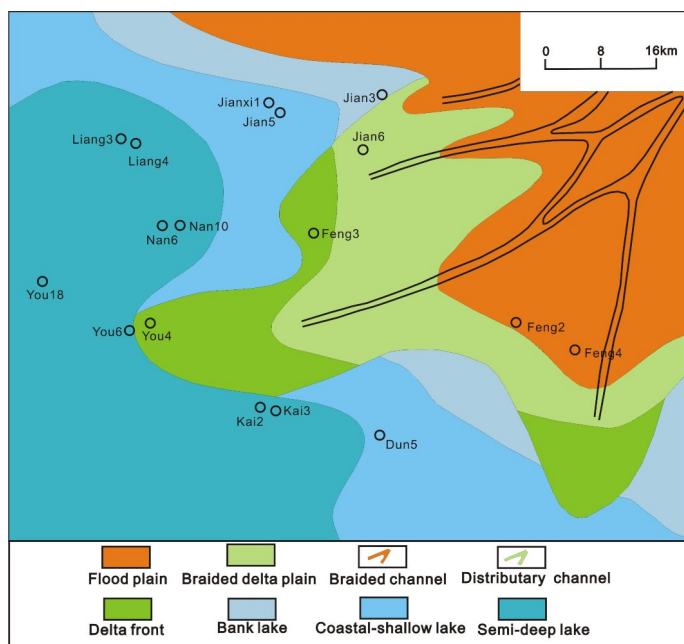 0 8 16km
Jianxi1
Jian5
Jian3
Liang3
Liang4
Jian6
Nan6
Nan10
Feng3
You18
You6
You4
Feng2
Feng4
Kai2
Kai3
Dun5
Flood plain Braided delta plain Braided channel Distributary channel
Delta front Bank lake Coastal-shallow lake Semi-deep lake